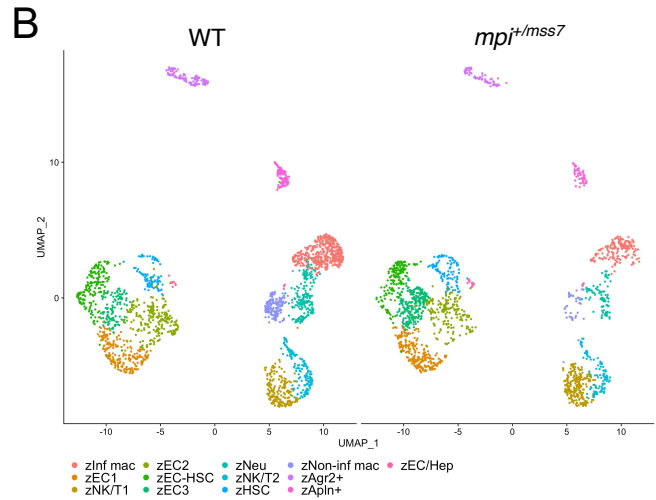 B
WT
mpi+/mss7
10
0
UMAP_2
-10
-5
0
5
10
-10
-5
0
5
10
UMAP_1
zInf mac
zEC2
zNeu
zNon-inf mac
zEC/Hep
zEC1
zEC-HSC
zNK/T2
zAgr2+
zNK/T1
zEC3
zHSC
zApln+